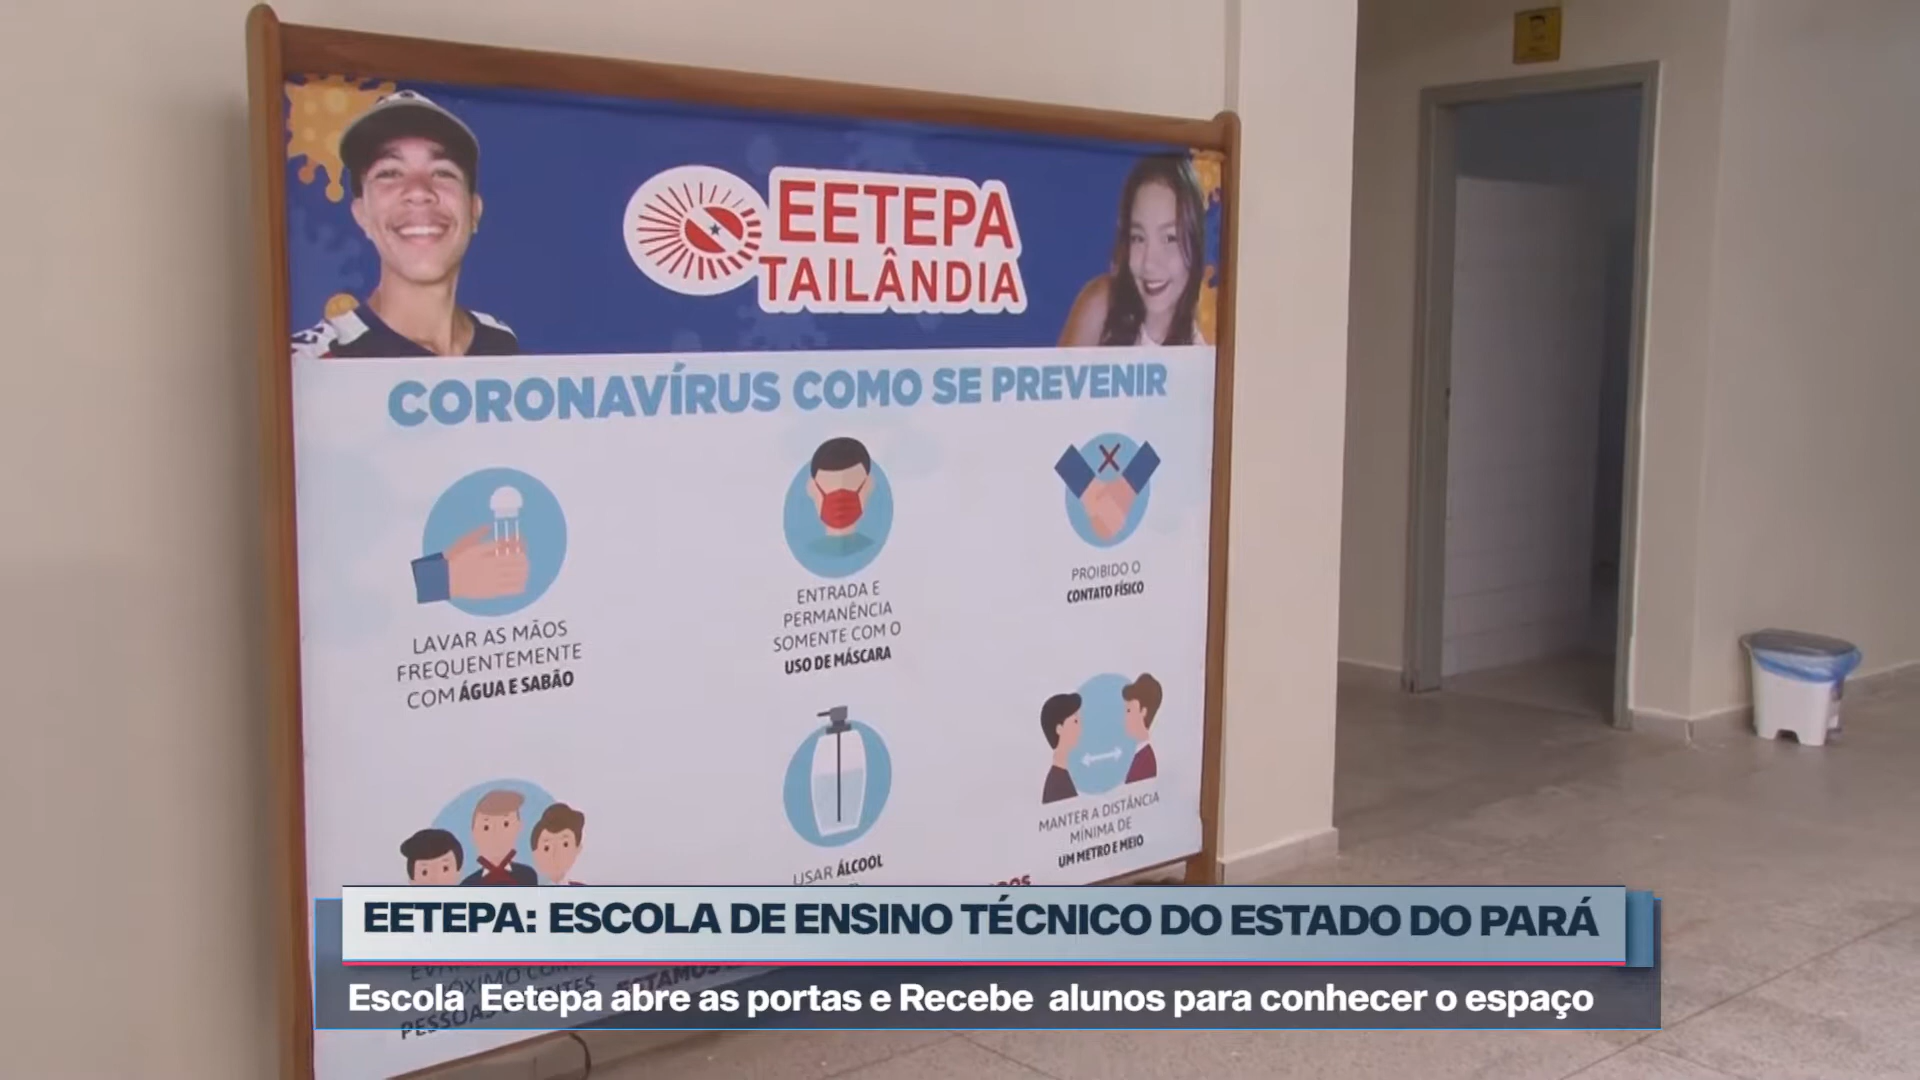 EETEPA
TAILÂNDIA
CORONAVÍRUS COMO SE PREVENIR
LAVAR AS MÃOS
FREQUENTEMENTE
COM ÁGUA E SABÃO
ENTRADA E
PERMANÊNCIA
SOMENTE COM O
USO DE MÁSCARA
PROIBIDO O
CONTATO FÍSICO
USAR ÁLCOOL
MANTER A DISTÂNCIA
MÍNIMA DE
UM METRO E MEIO
EETEPA: ESCOLA DE ENSINO TÉCNICO DO ESTADO DO PARÁ
Escola Eetepa abre as portas e Recebe alunos para conhecer o espaço